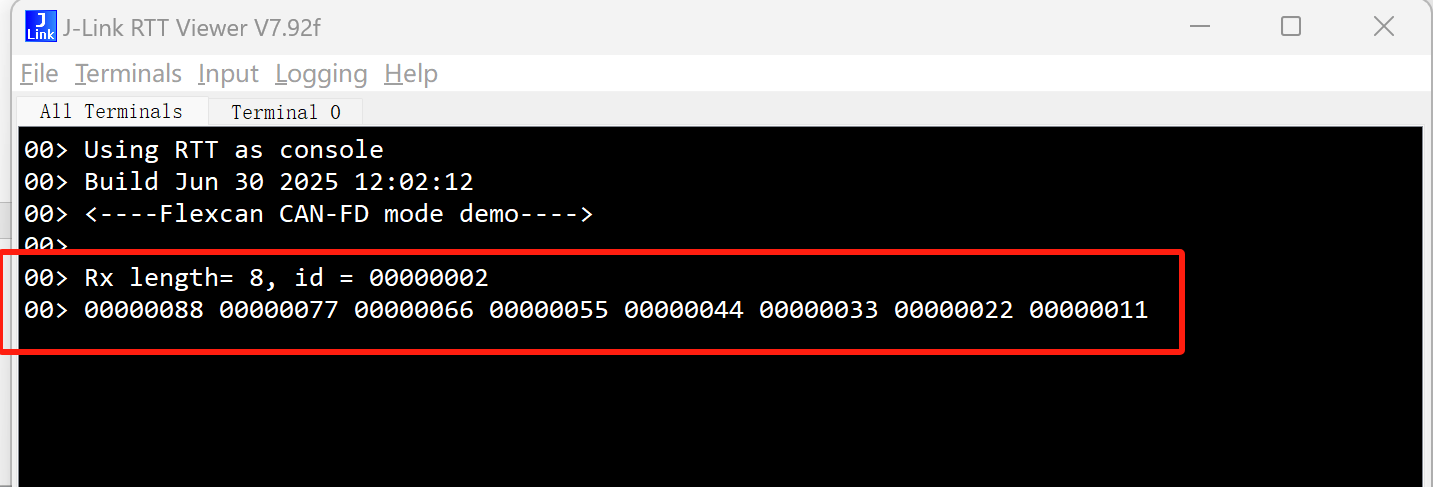 J Link J-Link RTT Viewer V7.92f
File Terminals Input Logging Help
All Terminals Terminal 0
00> Using RTT as console
00> Build Jun 30 2025 12:02:12
00> <----Flexcan CAN-FD mode demo---->
00>
00> Rx length= 8, id = 00000002
00> 00000088 00000077 00000066 00000055 00000044 00000033 00000022 00000011